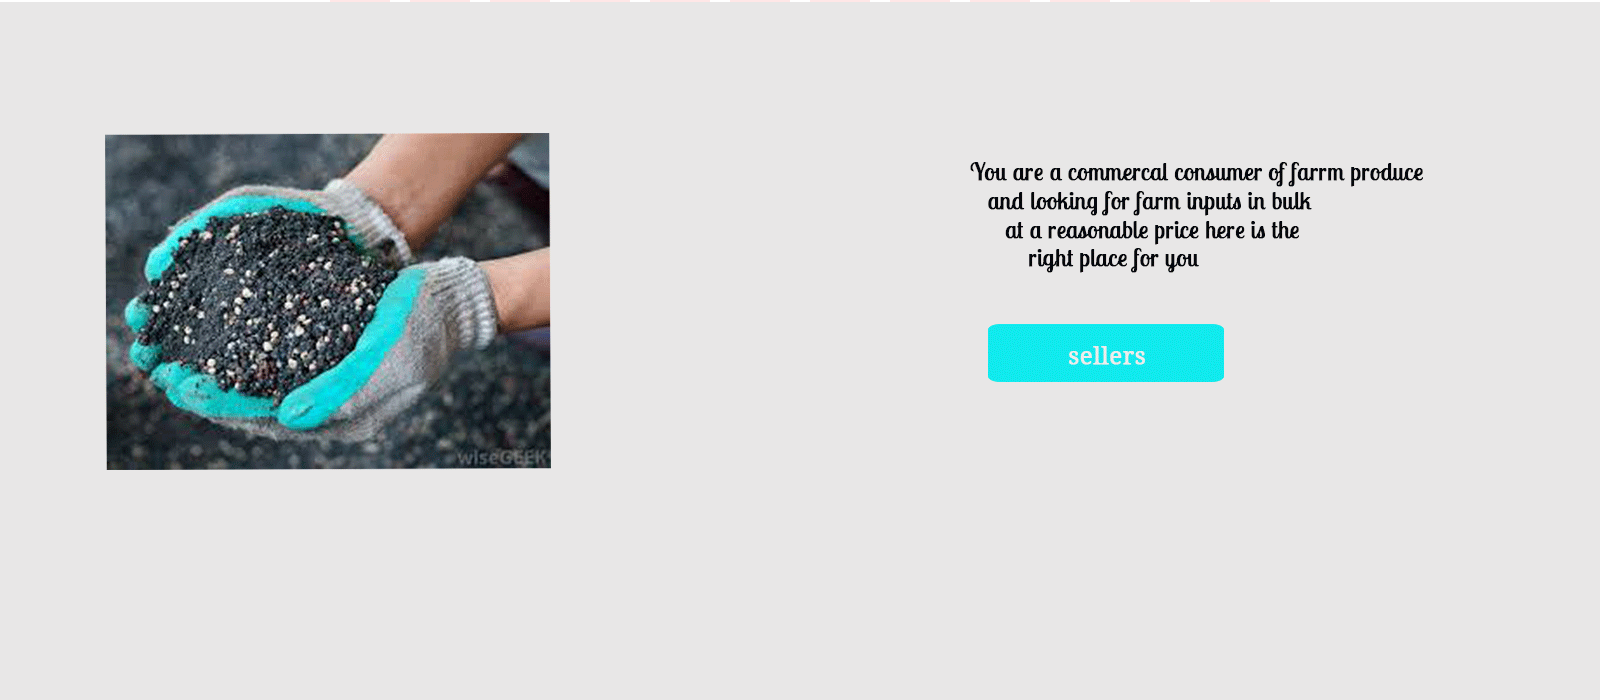 You are a commercal consumer of farrm produce
and looking for farm inputs in bulk
at a reasonable price here is the
right place for you
sellers
wiseGEEK